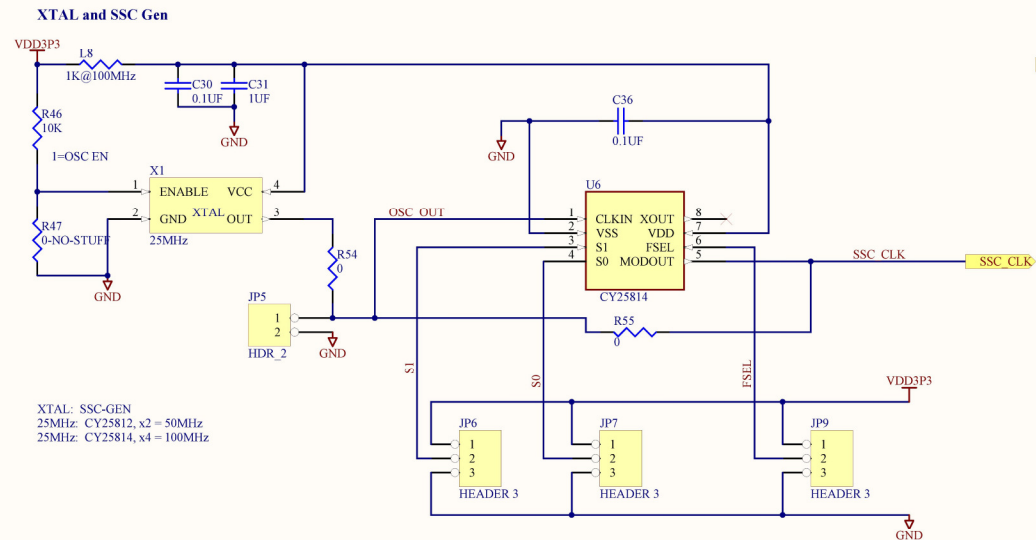 XTAL and SSC Gen
VDD3P3
L8
1K@100MHz
C30
0.1UF
C31
1UF
GND
R46
10K
1=OSC EN
C36
0.1UF
GND
X1
1 ENABLE VCC 4
2 GND XTAL OUT 3
25MHz
R47
0-NO-STUFF
GND
U6
OSC_OUT
1 CLKIN XOUT 8
2 VSS VDD 7
3 S1 FSEL 6
4 S0 MODOUT 5
CY25814
SSC_CLK
SSC_CLK
R54
0
JP5
1
2
HDR_2
GND
R55
0
S1
S0
FSEL
VDD3P3
XTAL: SSC-GEN
25MHz: CY25812, x2 = 50MHz
25MHz: CY25814, x4 = 100MHz
JP6
1
2
3
HEADER 3
JP7
1
2
3
HEADER 3
JP9
1
2
3
HEADER 3
GND